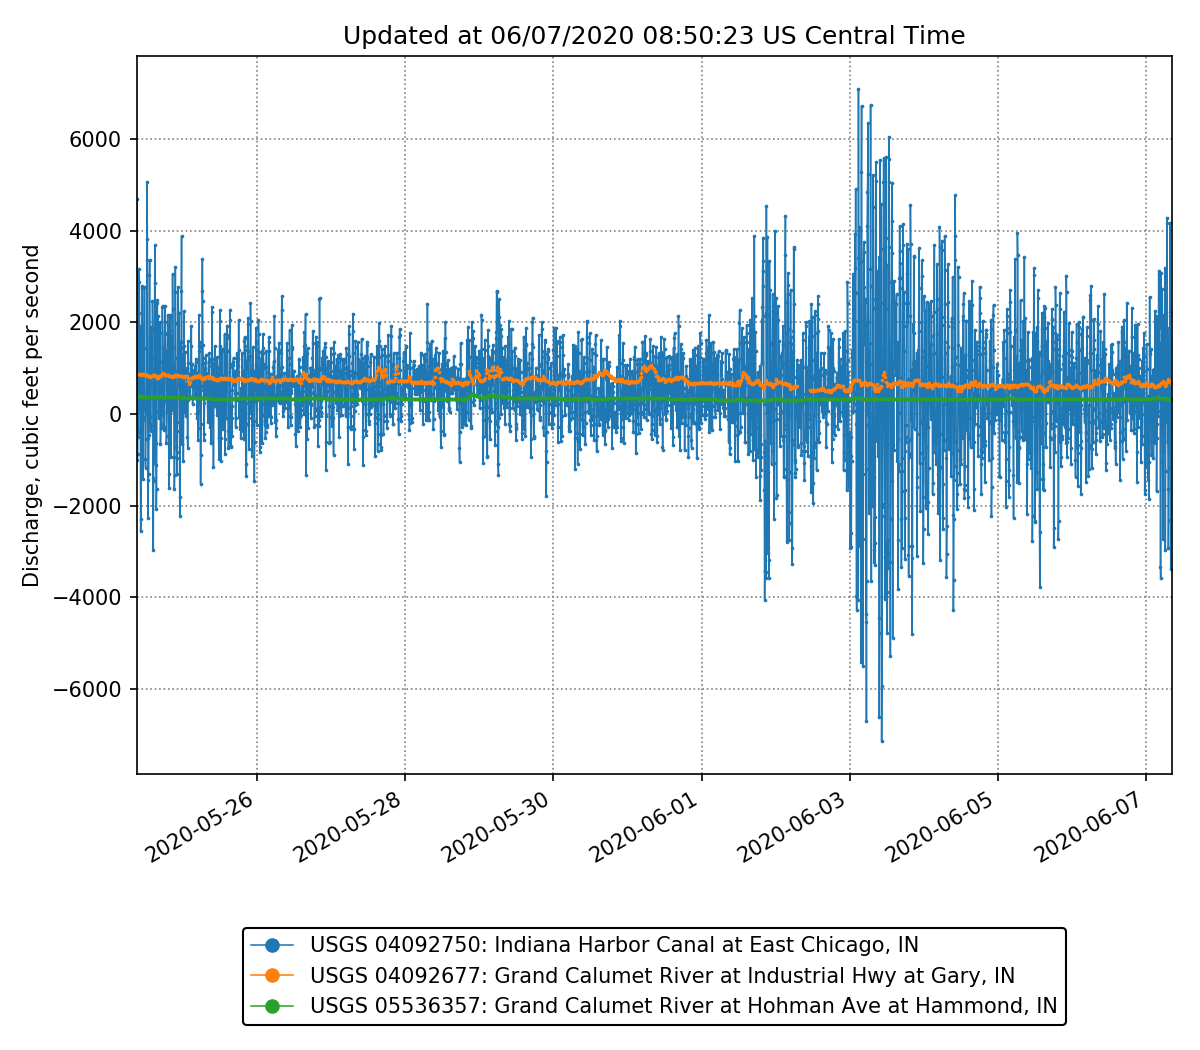 Updated at 06/07/2020 08:50:23 US Central Time
Discharge, cubic feet per second
6000
4000
2000
0
−2000
−4000
−6000
2020-05-26
2020-05-28
2020-05-30
2020-06-01
2020-06-03
2020-06-05
2020-06-07
USGS 04092750: Indiana Harbor Canal at East Chicago, IN
USGS 04092677: Grand Calumet River at Industrial Hwy at Gary, IN
USGS 05536357: Grand Calumet River at Hohman Ave at Hammond, IN